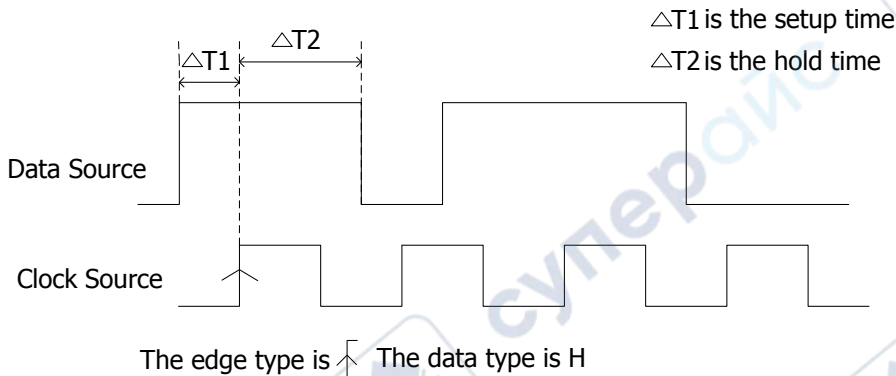 △T1 is the setup time
△T2 is the hold time
△T1
△T2
Data Source
Clock Source
The edge type is The data type is H
суперайс